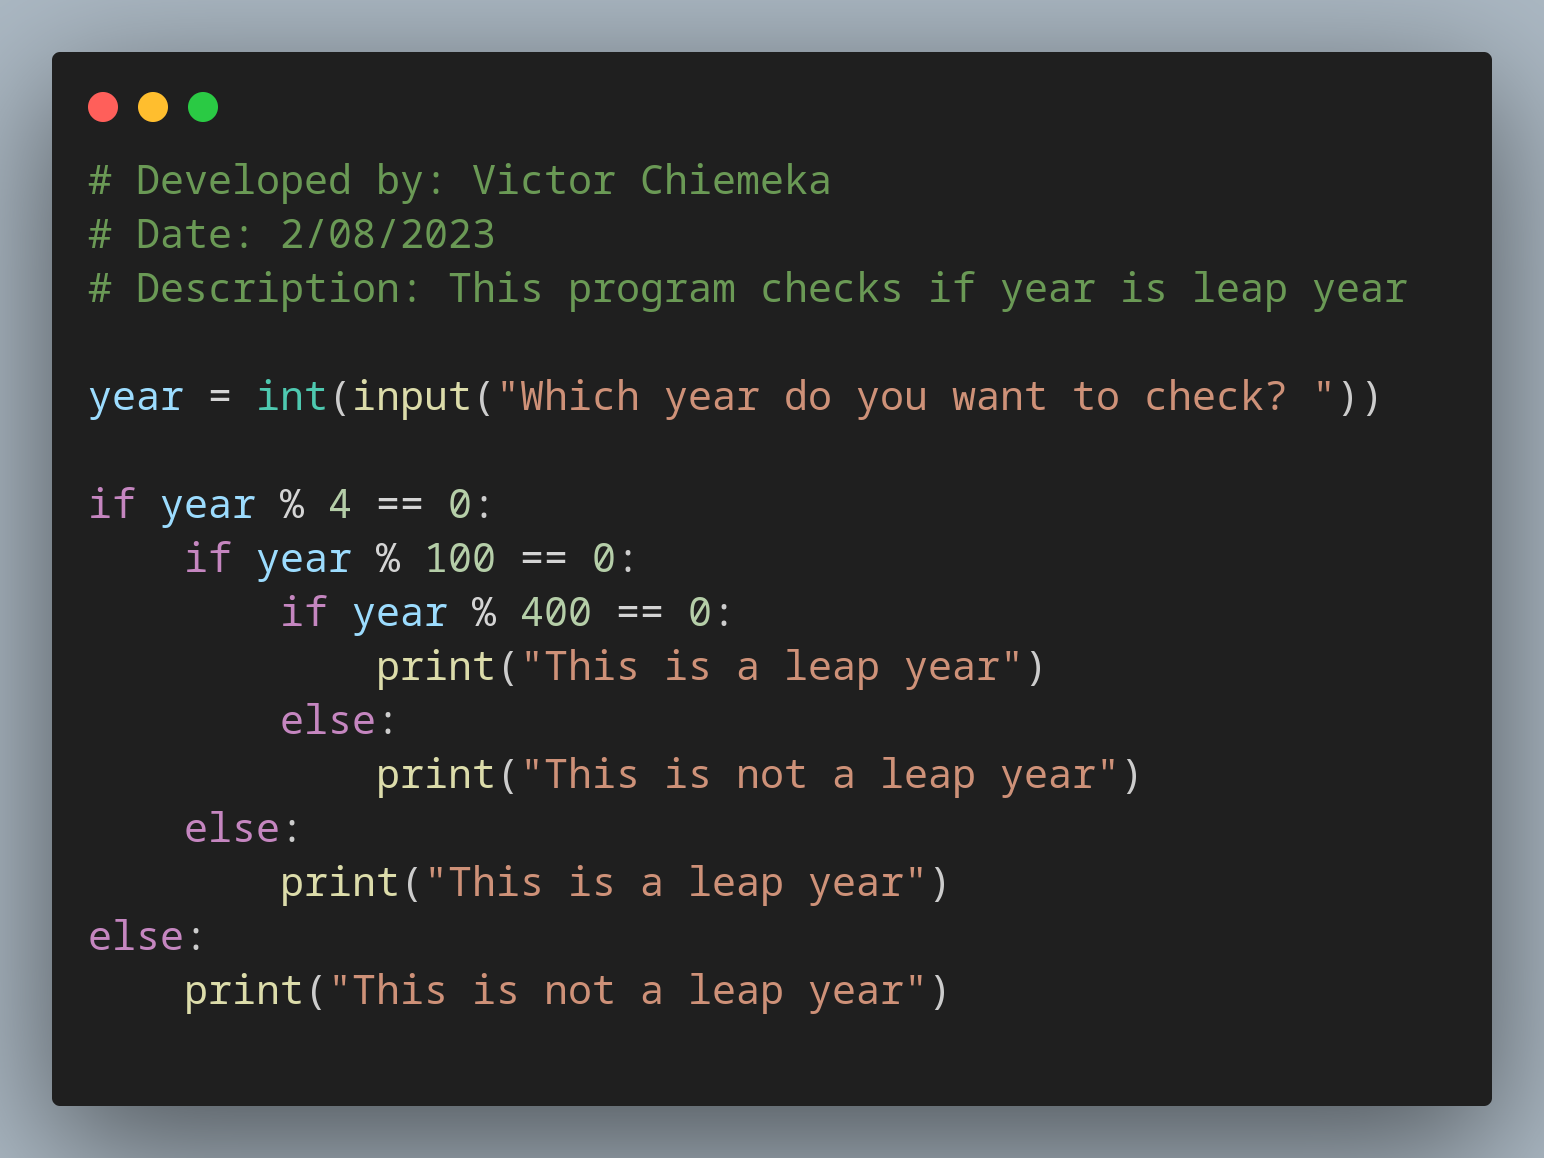 # Developed by: Victor Chiemeka
# Date: 2/08/2023
# Description: This program checks if year is leap year

year = int(input("Which year do you want to check? "))

if year % 4 == 0:
    if year % 100 == 0:
        if year % 400 == 0:
            print("This is a leap year")
        else:
            print("This is not a leap year")
    else:
        print("This is a leap year")
else:
    print("This is not a leap year")